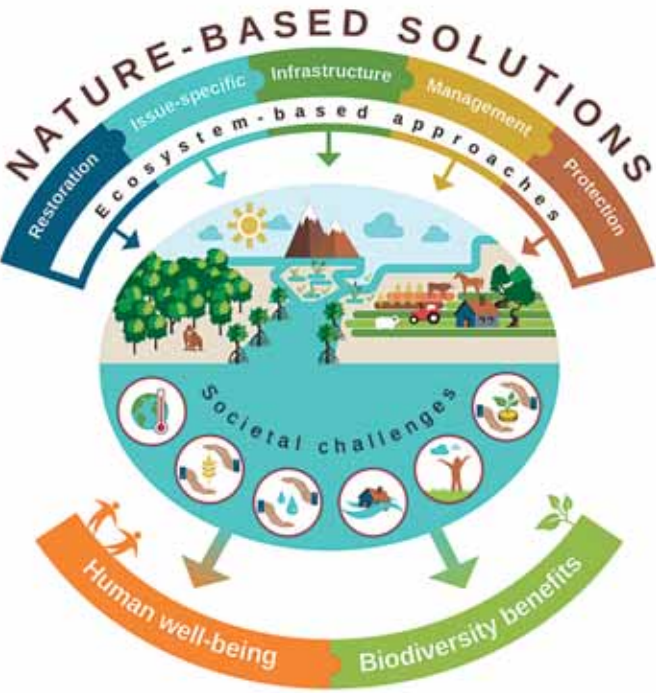 NATURE-BASED SOLUTIONS
Restoration
Issue-specific
Infrastructure
Management
Protection
Ecosystem-based approaches
Societal challenges
Human well-being
Biodiversity benefits